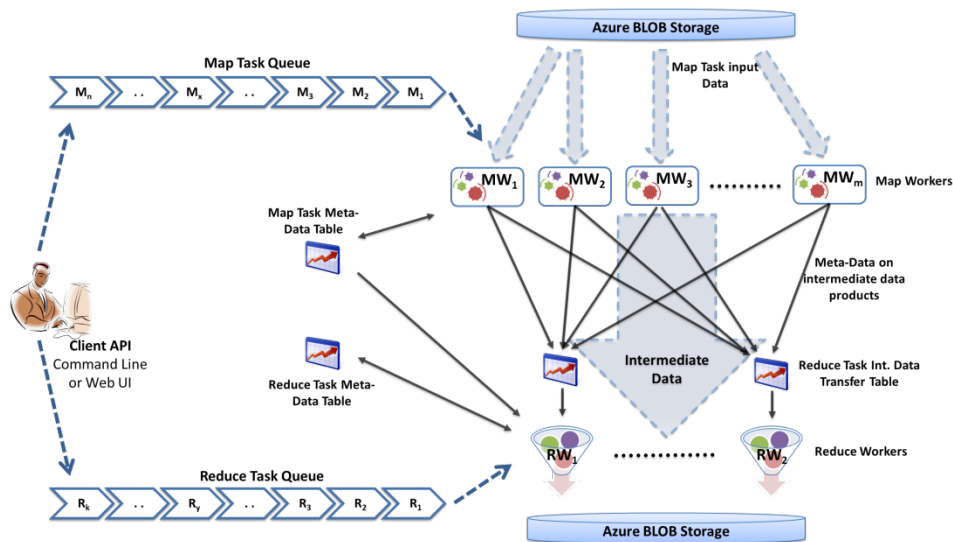 Azure BLOB Storage
Map Task Queue
Map Task input
Data
Mn
. .
Mx
. .
M3
M2
M1
MW1
MW2
MW3
MWm
Map Workers
Map Task Meta-
Data Table
Meta-Data on
intermediate data
products
Client API
Command Line
or Web UI
Reduce Task Meta-
Data Table
Intermediate
Data
Reduce Task Int. Data
Transfer Table
RW1
RW2
Reduce Workers
Reduce Task Queue
Rk
. .
Ry
. .
R3
R2
R1
Azure BLOB Storage